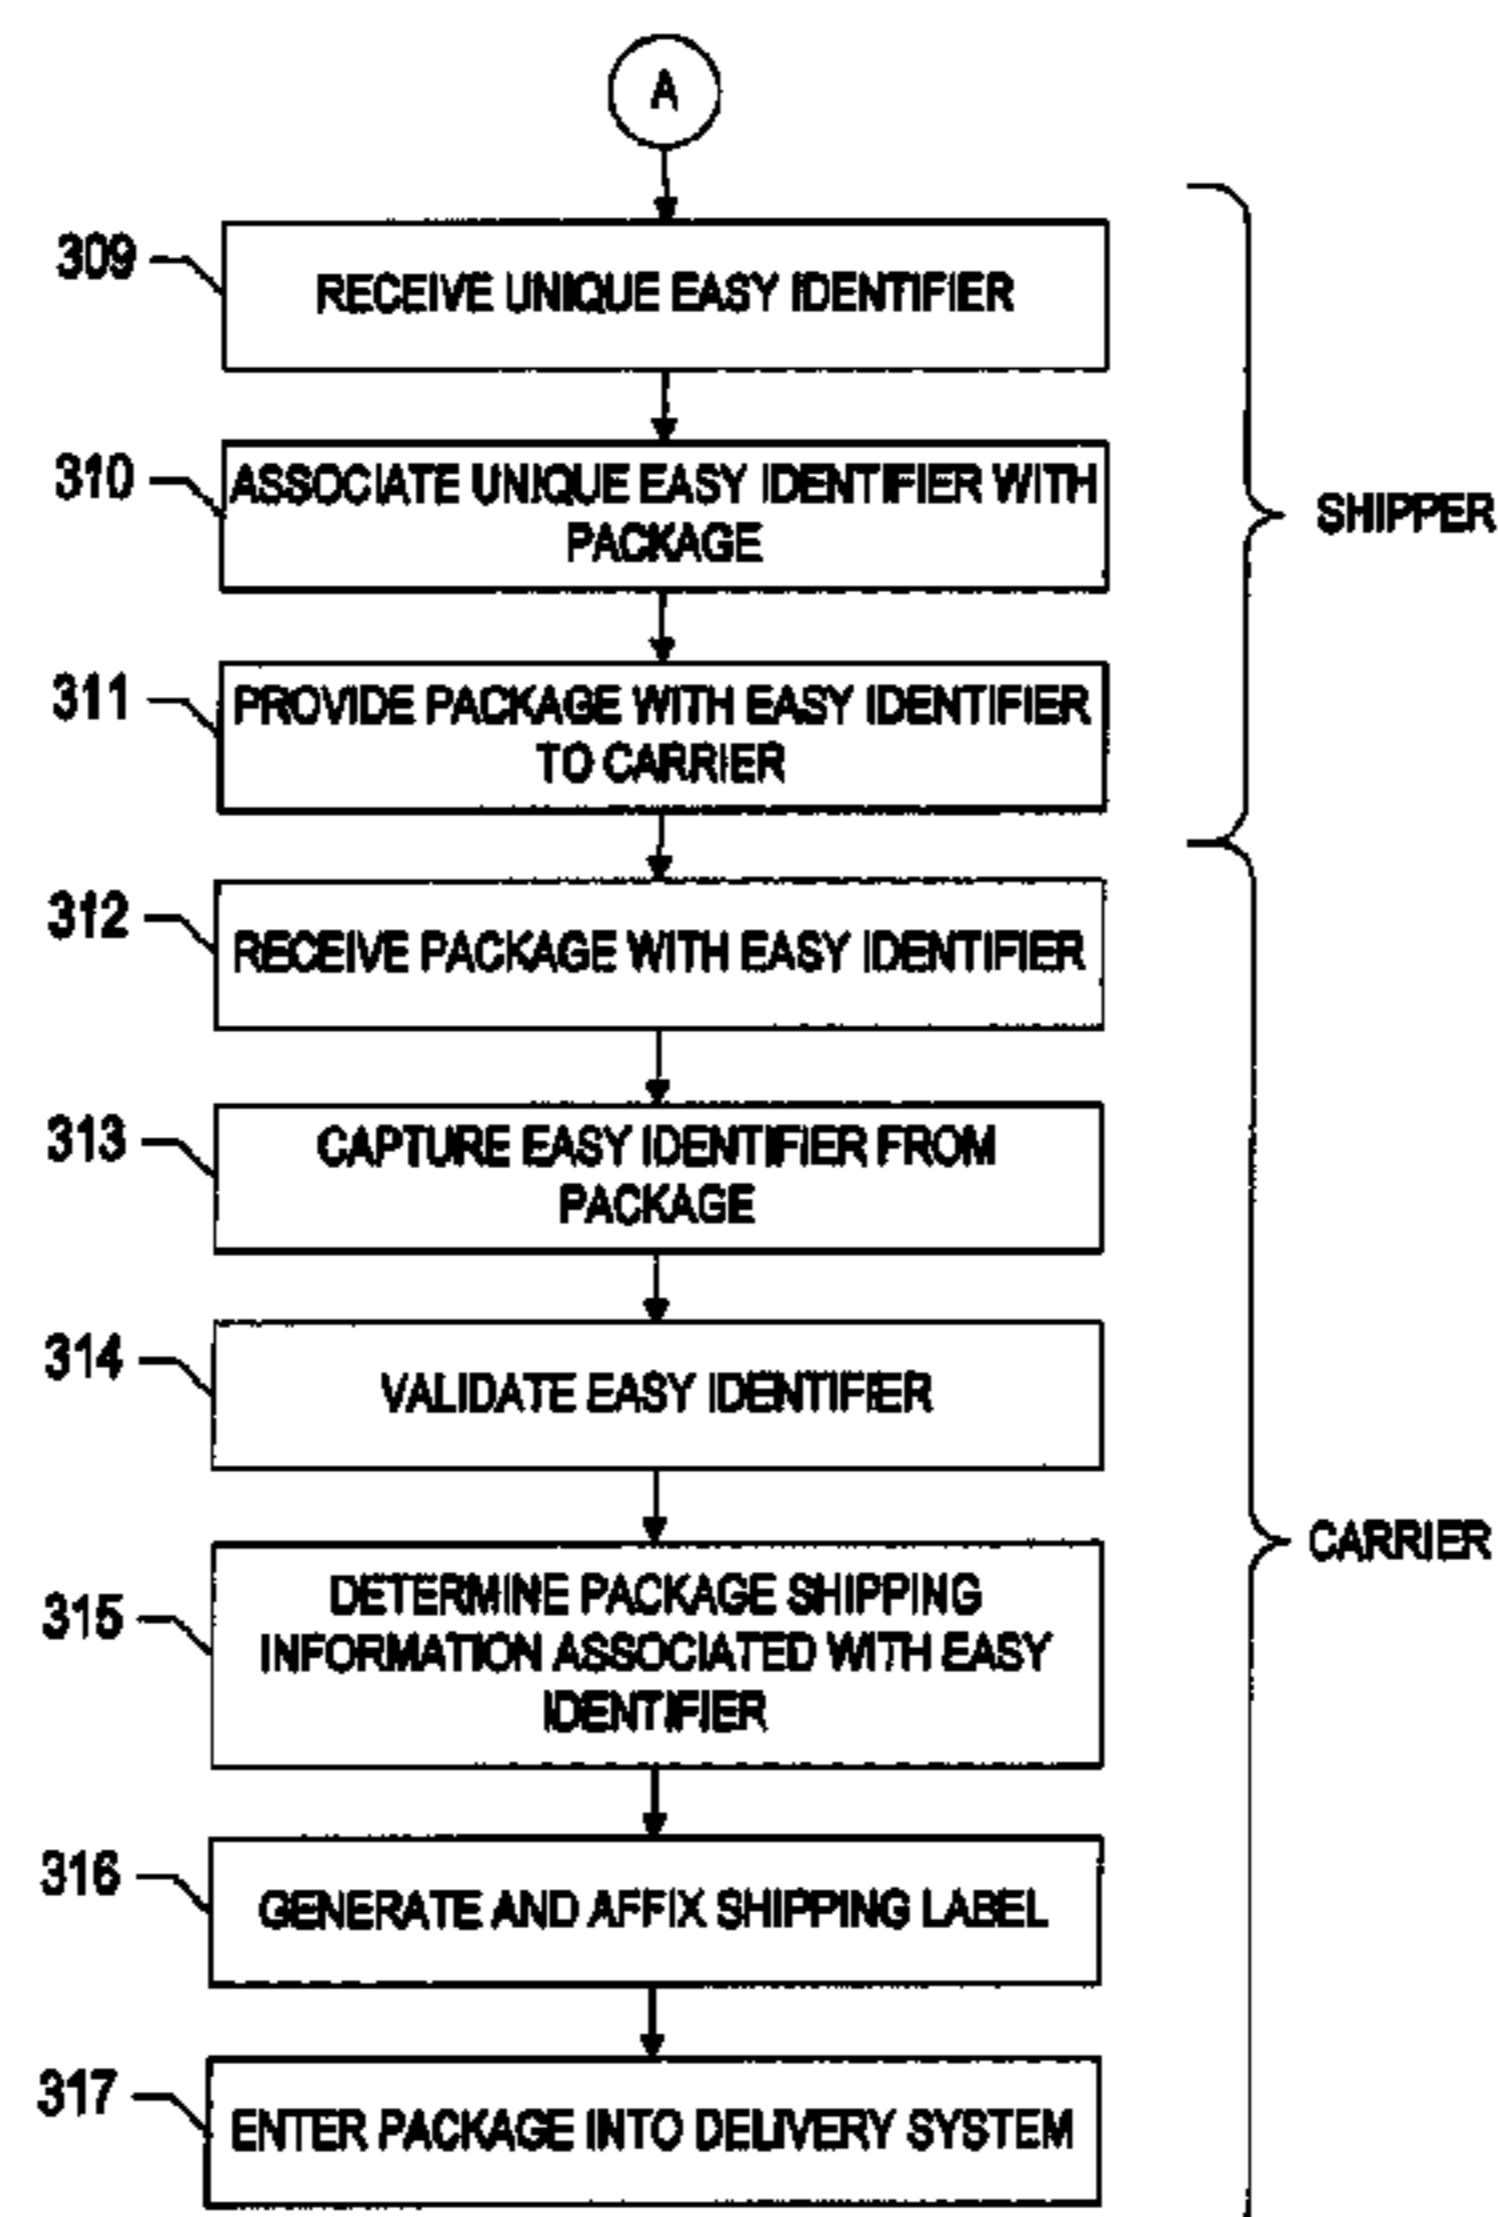 A
309
RECEIVE UNIQUE EASY IDENTIFIER
310
ASSOCIATE UNIQUE EASY IDENTIFIER WITH
PACKAGE
SHIPPER
311
PROVIDE PACKAGE WITH EASY IDENTIFIER
TO CARRIER
312
RECEIVE PACKAGE WITH EASY IDENTIFIER
313
CAPTURE EASY IDENTIFIER FROM
PACKAGE
314
VALIDATE EASY IDENTIFIER
CARRIER
315
DETERMINE PACKAGE SHIPPING
INFORMATION ASSOCIATED WITH EASY
IDENTIFIER
316
GENERATE AND AFFIX SHIPPING LABEL
317
ENTER PACKAGE INTO DELIVERY SYSTEM